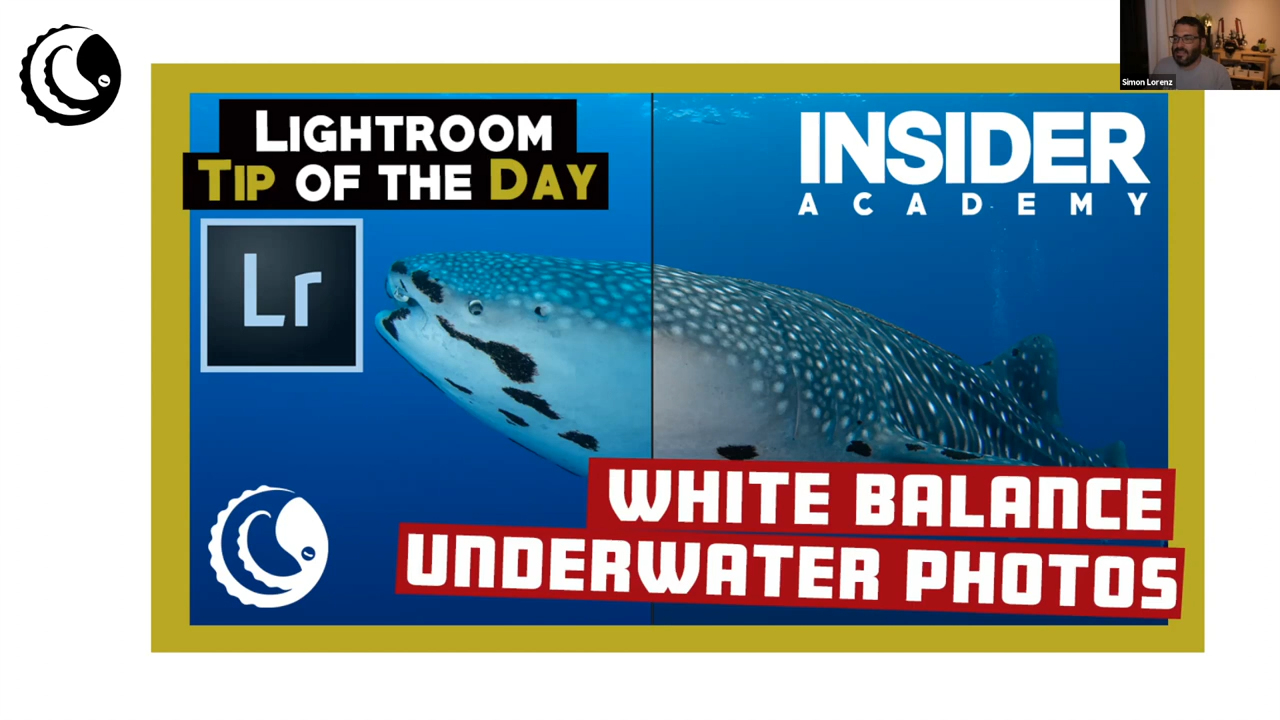 Simon Lorenz
LIGHTROOM
TIP OF THE DAY
INSIDER
ACADEMY
Lr
WHITE BALANCE
UNDERWATER PHOTOS